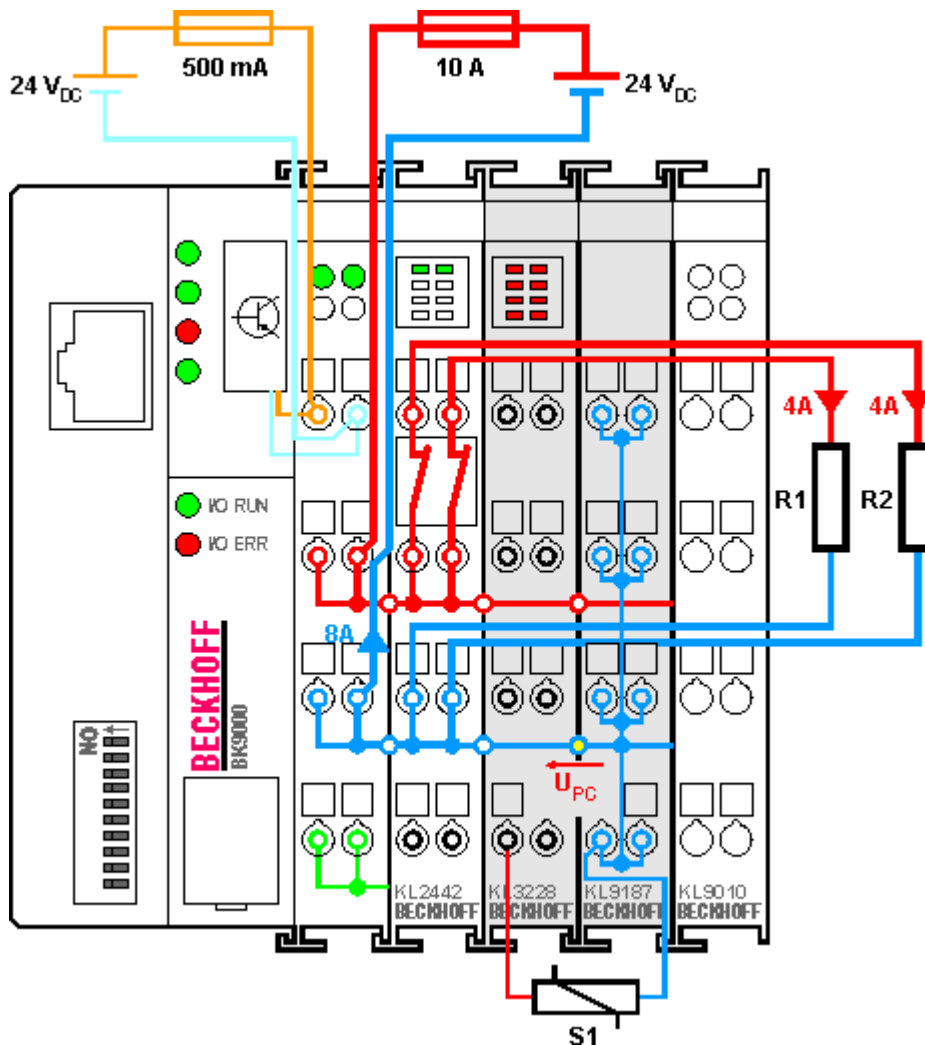 500 mA
10 A
24 VDC
24 VDC
4A
4A
R1
R2
I/O RUN
I/O ERR
8A
BECKHOFF
BK9000
NO
UPC
KL2442
BECKHOFF
KL3228
BECKHOFF
KL9187
BECKHOFF
KL9010
BECKHOFF
S1